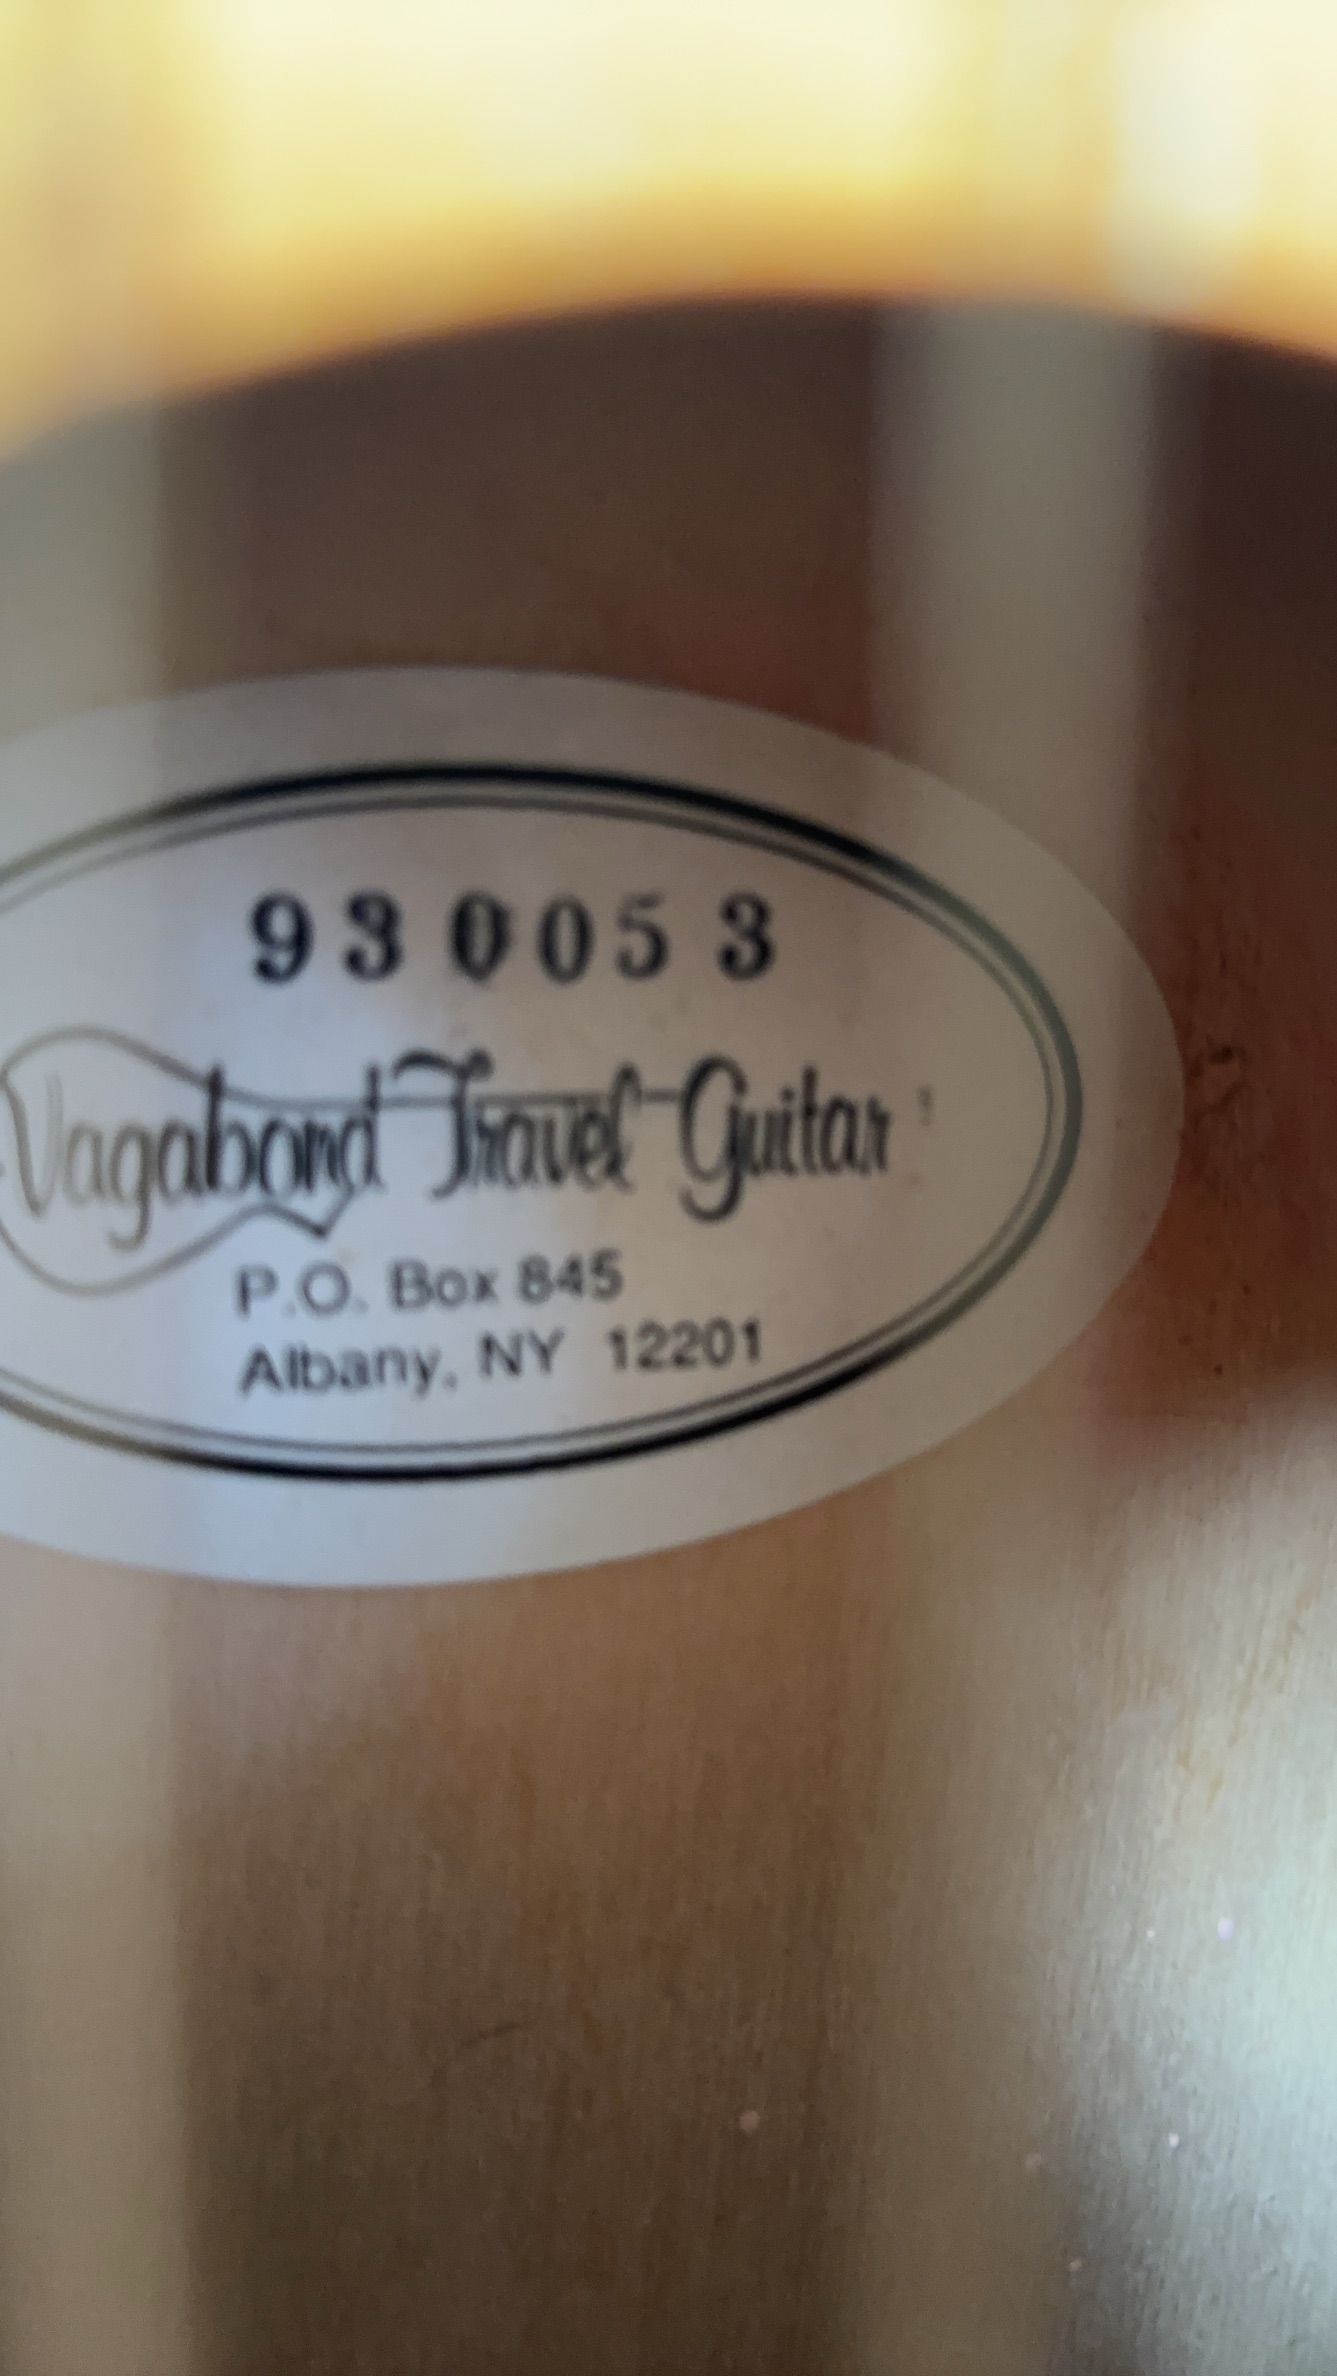 930053
Vagabond Travel Guitar
P.O. Box 845
Albany, NY 12201